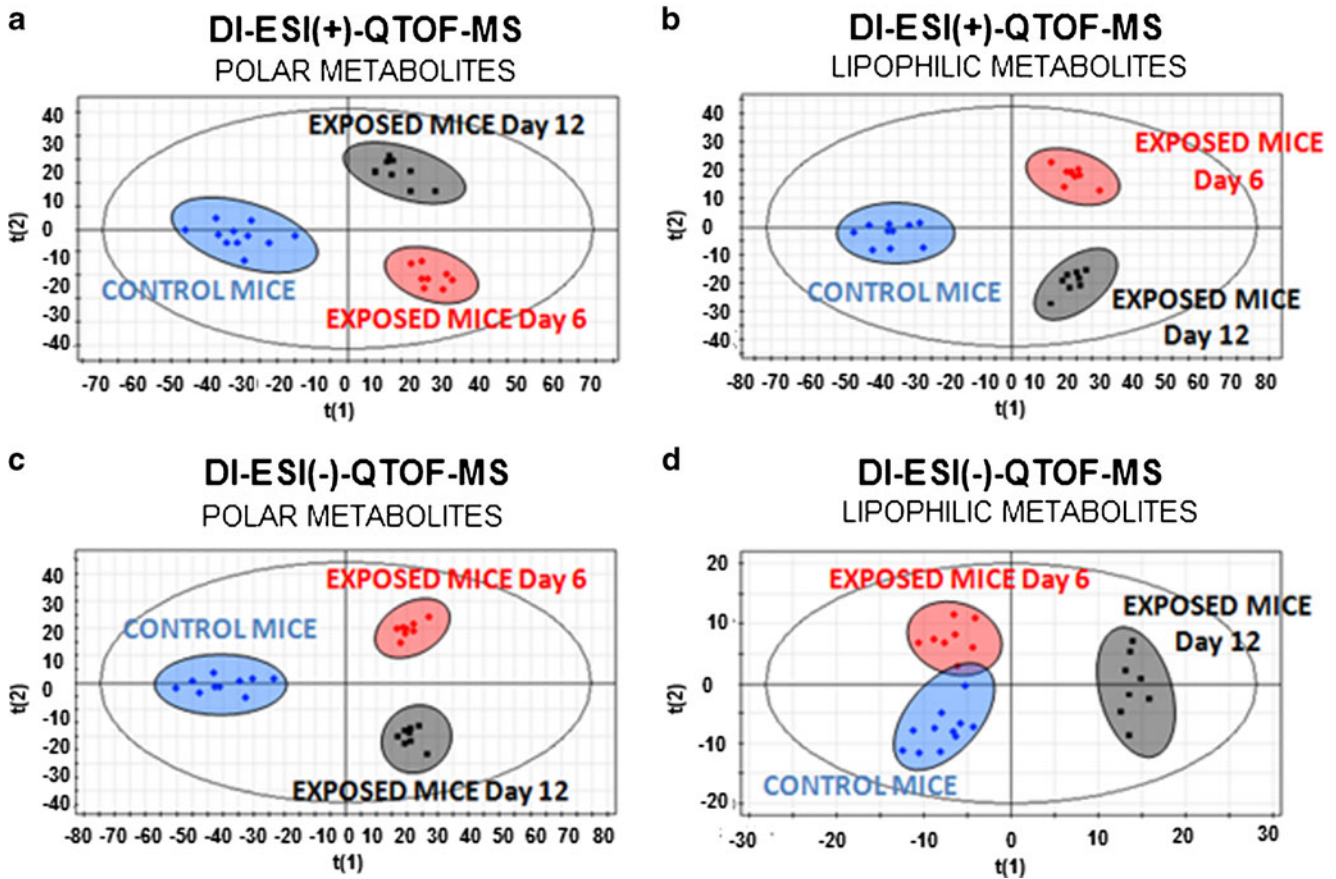 a
DI-ESI(+)-QTOF-MS
POLAR METABOLITES
EXPOSED MICE Day 12
CONTROL MICE
EXPOSED MICE Day 6
t(2)
40
30
20
10
0
-10
-20
-30
-40
-70 -60 -50 -40 -30 -20 -10 0 10 20 30 40 50 60 70
t(1)
b
DI-ESI(+)-QTOF-MS
LIPOPHILIC METABOLITES
EXPOSED MICE
Day 6
CONTROL MICE
EXPOSED MICE
Day 12
t(2)
40
30
20
10
0
-10
-20
-30
-40
-80 -70 -60 -50 -40 -30 -20 -10 0 10 20 30 40 50 60 70 80
t(1)
c
DI-ESI(-)-QTOF-MS
POLAR METABOLITES
EXPOSED MICE Day 6
CONTROL MICE
EXPOSED MICE Day 12
t(2)
40
30
20
10
0
-10
-20
-30
-40
-80 -70 -60 -50 -40 -30 -20 -10 0 10 20 30 40 50 60 70 80
t(1)
d
DI-ESI(-)-QTOF-MS
LIPOPHILIC METABOLITES
EXPOSED MICE Day 6
EXPOSED MICE
Day 12
CONTROL MICE
t(2)
20
10
0
-10
-20
-30 -20 -10 0 10 20 30
t(1)